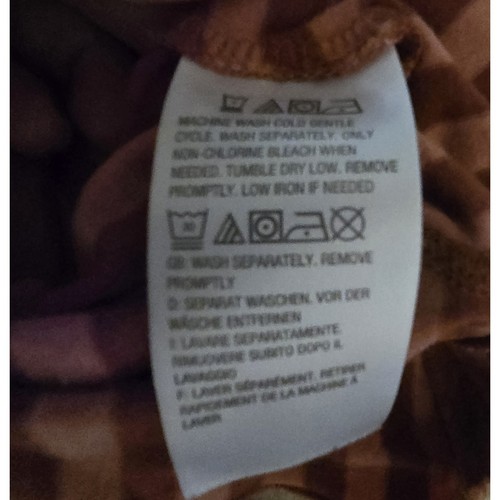 MACHINE WASH COLD GENTLE
CYCLE. WASH SEPARATELY. ONLY
NON-CHLORINE BLEACH WHEN
NEEDED. TUMBLE DRY LOW. REMOVE
PROMPTLY. LOW IRON IF NEEDED
30
GB: WASH SEPARATELY. REMOVE
PROMPTLY
D: SEPARAT WASCHEN. VOR DER
WÄSCHE ENTFERNEN
I: LAVARE SEPARATAMENTE.
RIMUOVERE SUBITO DOPO IL
LAVAGGIO
F: LAVER SÉPARÉMENT. RETIRER
RAPIDEMENT DE LA MACHINE À
LAVER